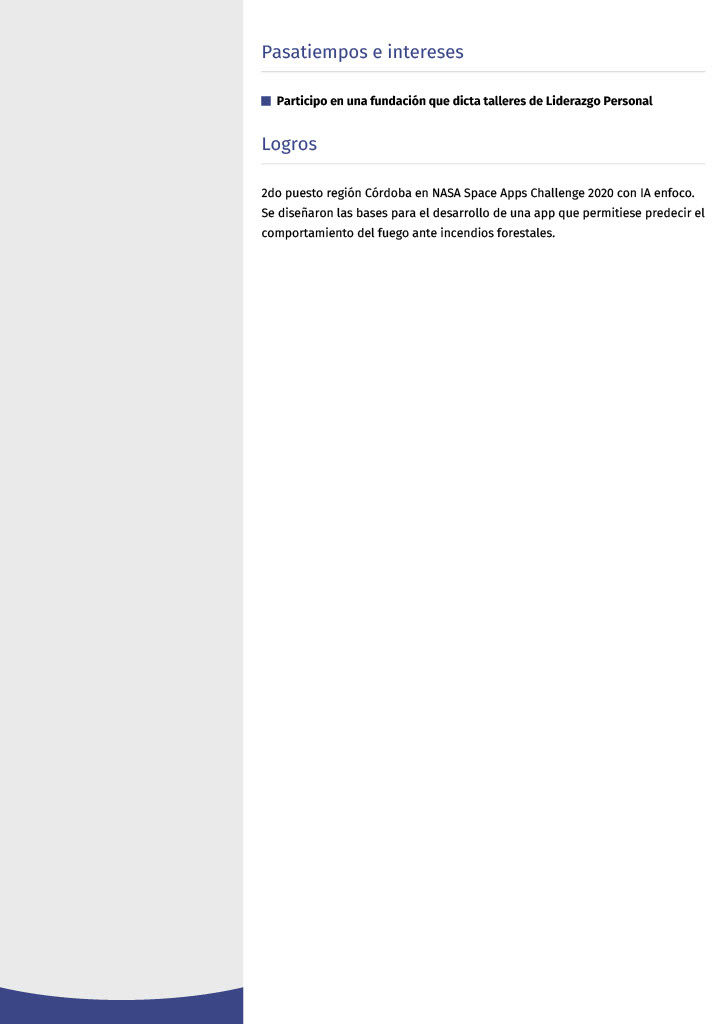 Pasatiempos e intereses
Participo en una fundación que dicta talleres de Liderazgo Personal
Logros
2do puesto región Córdoba en NASA Space Apps Challenge 2020 con IA enfoco.
Se diseñaron las bases para el desarrollo de una app que permitiese predecir el
comportamiento del fuego ante incendios forestales.